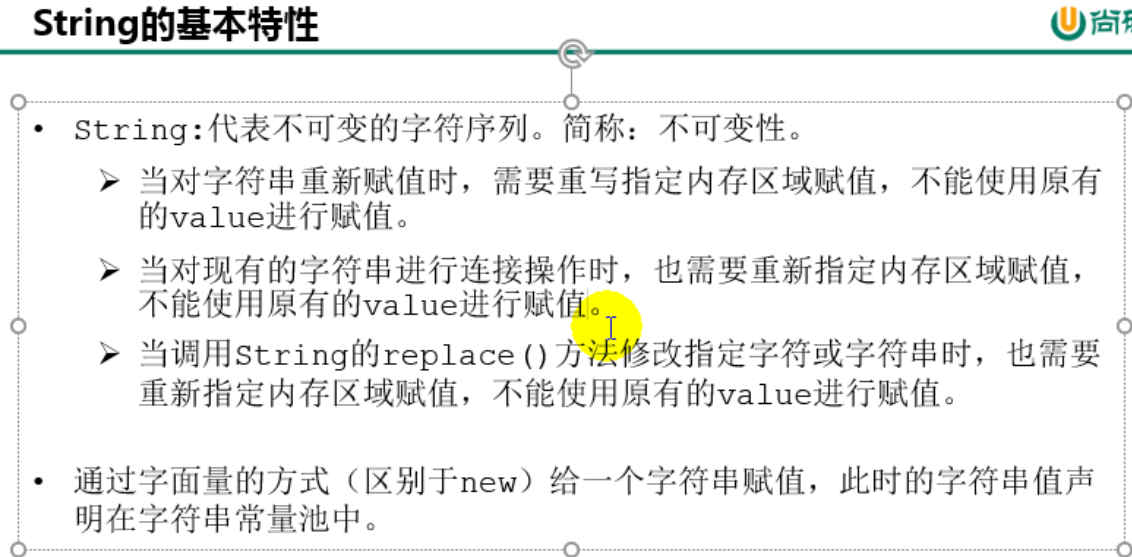 String的基本特性
尚
• String:代表不可变的字符序列。简称：不可变性。
➢ 当对字符串重新赋值时，需要重写指定内存区域赋值，不能使用原有
的value进行赋值。
➢ 当对现有的字符串进行连接操作时，也需要重新指定内存区域赋值，
不能使用原有的value进行赋值。
➢ 当调用String的replace()方法修改指定字符或字符串时，也需要
重新指定内存区域赋值，不能使用原有的value进行赋值。
• 通过字面量的方式（区别于new）给一个字符串赋值，此时的字符串值声
明在字符串常量池中。